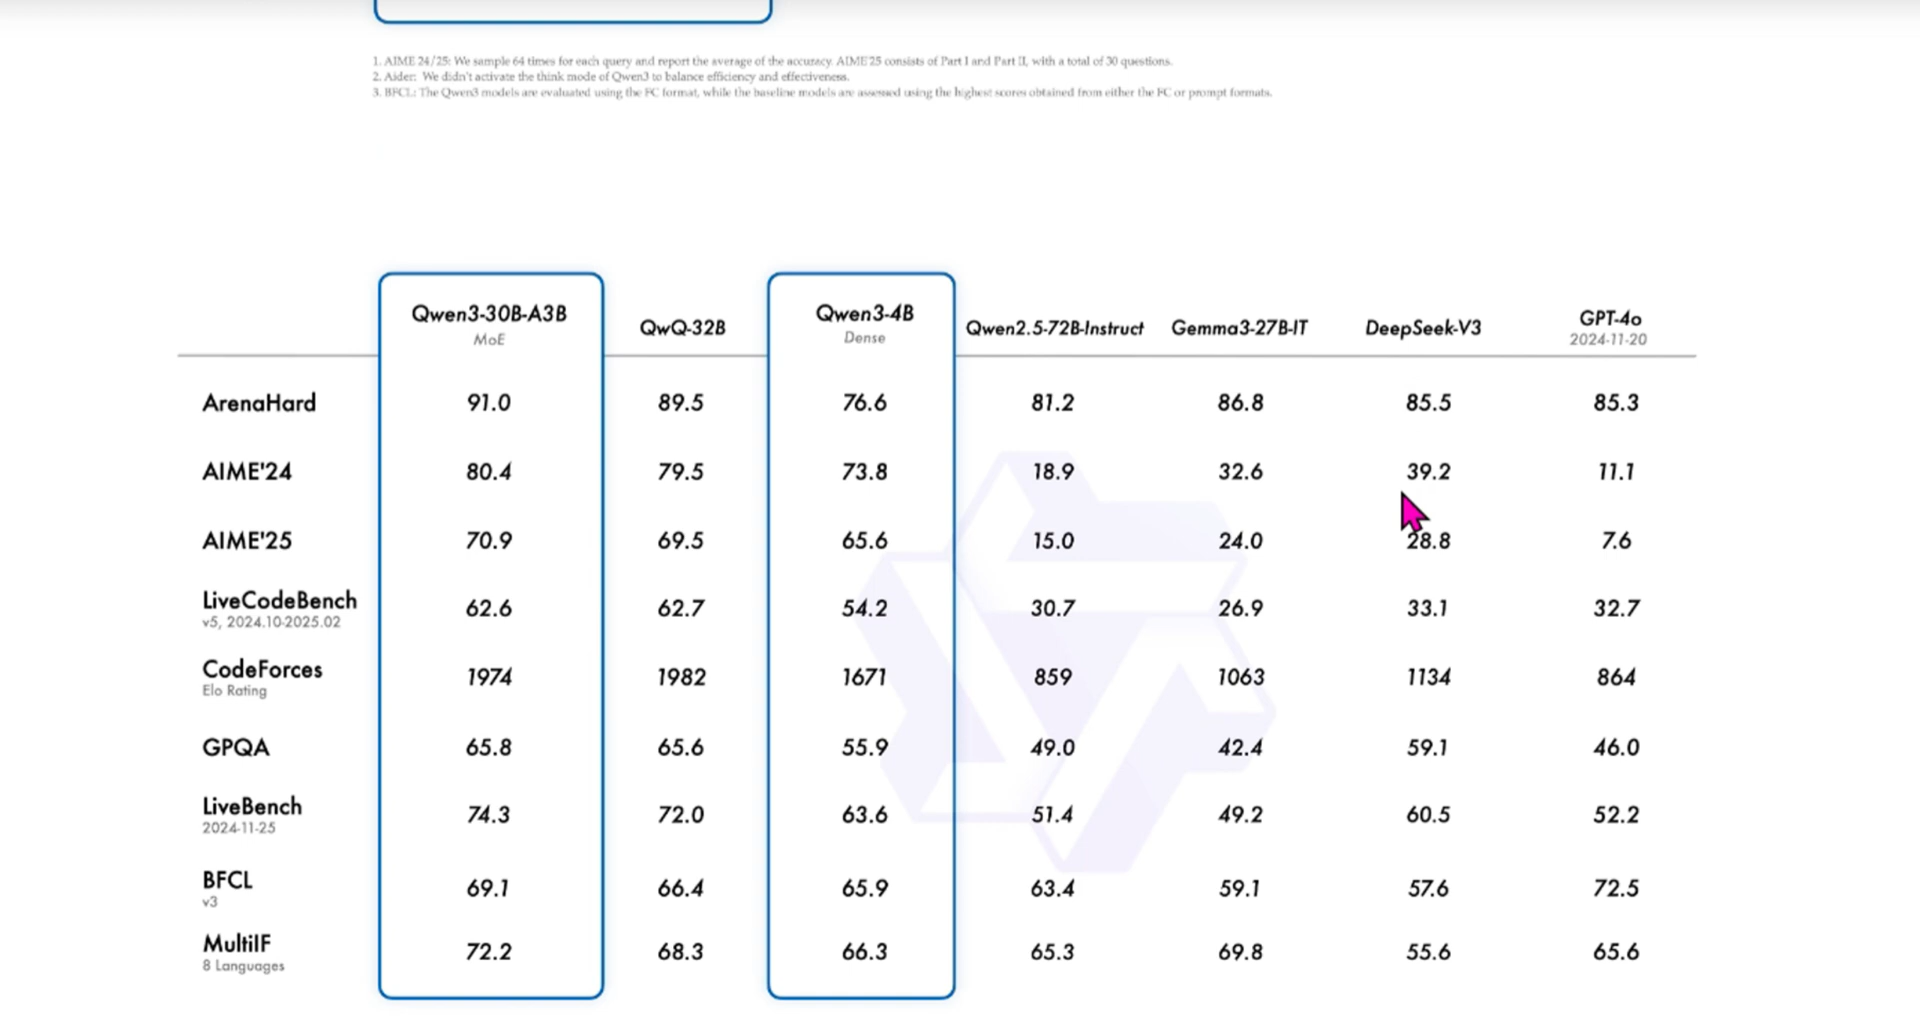 1. AIME 24/25: We sample 64 times for each query and report the average of the accuracy. AIME'25 consists of Part I and Part II, with a total of 30 questions.
2. Aider: We didn't activate the think mode of Qwen3 to balance efficiency and effectiveness.
3. BFCL: The Qwen3 models are evaluated using the FC format, while the baseline models are assessed using the highest scores obtained from either the FC or prompt formats.
Qwen3-30B-A3B QwQ-32B Qwen3-4B Qwen2.5-72B-Instruct Gemma3-27B-IT DeepSeek-V3 GPT-4o
MoE Dense 2024-11-20
ArenaHard 91.0 89.5 76.6 81.2 86.8 85.5 85.3
AIME'24 80.4 79.5 73.8 18.9 32.6 39.2 11.1
AIME'25 70.9 69.5 65.6 15.0 24.0 28.8 7.6
LiveCodeBench 62.6 62.7 54.2 30.7 26.9 33.1 32.7
v5, 2024.10-2025.02
CodeForces 1974 1982 1671 859 1063 1134 864
Elo Rating
GPQA 65.8 65.6 55.9 49.0 42.4 59.1 46.0
LiveBench 74.3 72.0 63.6 51.4 49.2 60.5 52.2
2024-11-25
BFCL 69.1 66.4 65.9 63.4 59.1 57.6 72.5
v3
MultiIF 72.2 68.3 66.3 65.3 69.8 55.6 65.6
8 Languages